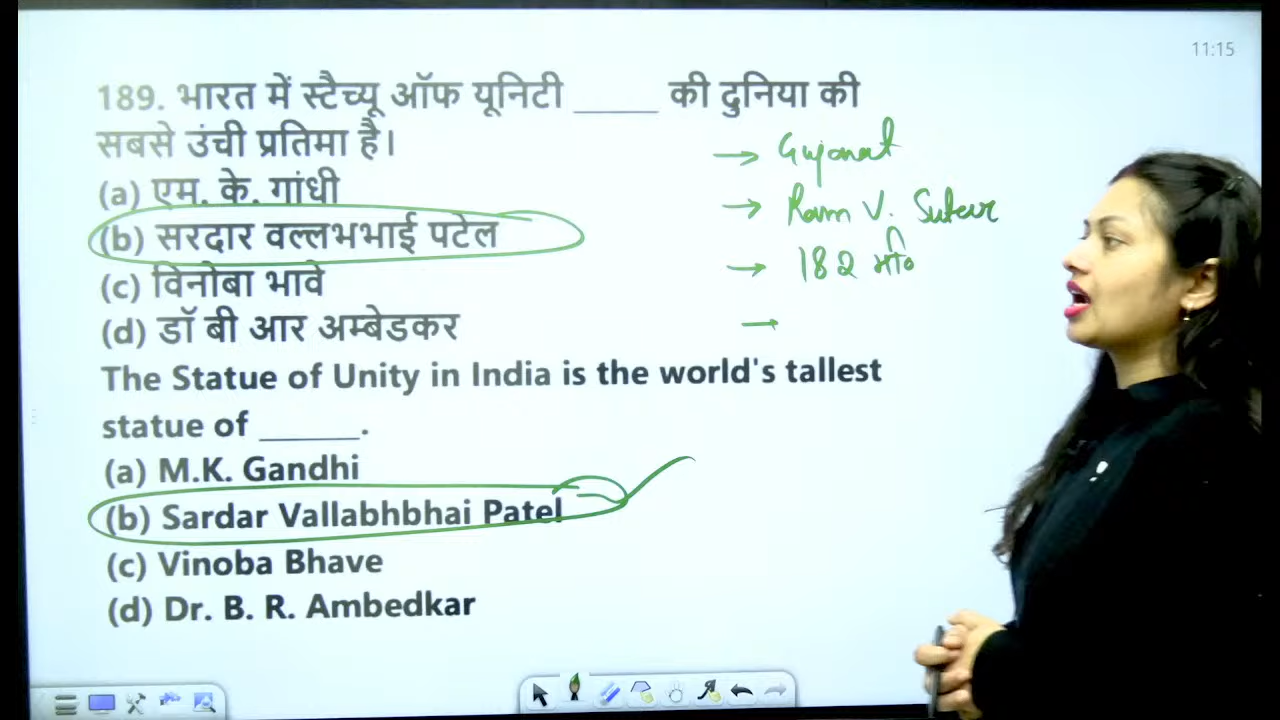 11:15
189. भारत में स्टैच्यू ऑफ यूनिटी _____ की दुनिया की
सबसे उंची प्रतिमा है।
(a) एम. के. गांधी
(b) सरदार वल्लभभाई पटेल
(c) विनोबा भावे
(d) डॉ बी आर अम्बेडकर
→ Gujarat
→ Ram V. Sutar
→ 182 मी०
→
The Statue of Unity in India is the world's tallest
statue of ______.
(a) M.K. Gandhi
(b) Sardar Vallabhbhai Patel
(c) Vinoba Bhave
(d) Dr. B. R. Ambedkar